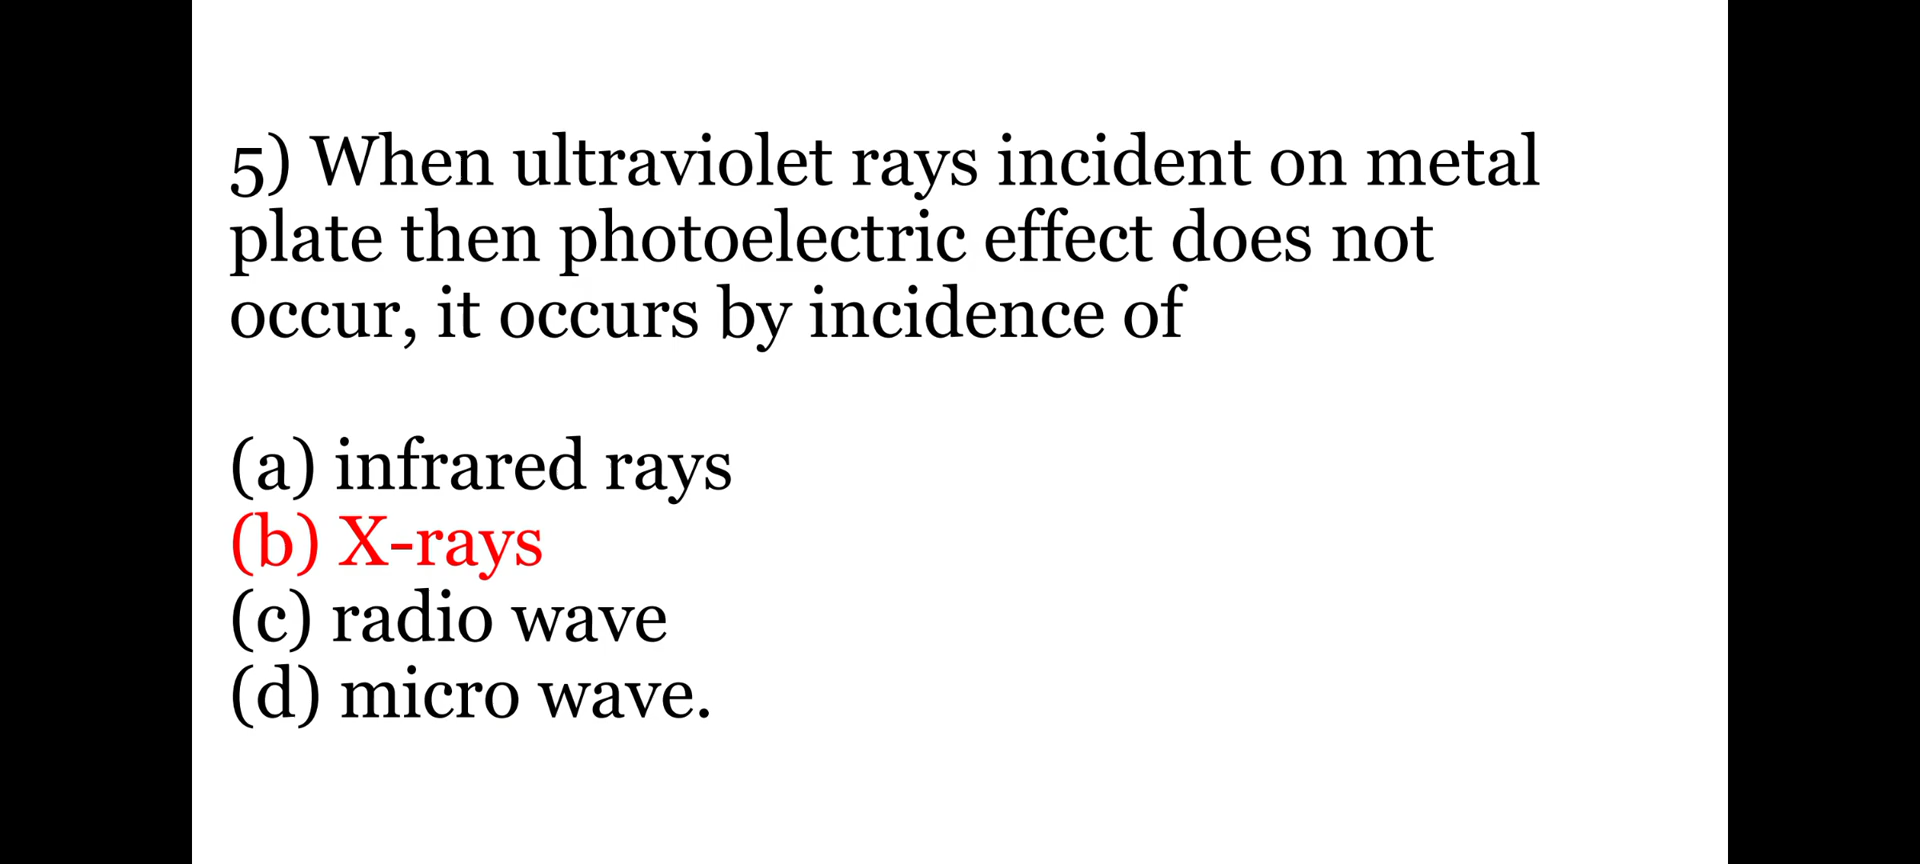 5) When ultraviolet rays incident on metal
plate then photoelectric effect does not
occur, it occurs by incidence of
(a) infrared rays
(b) X-rays
(c) radio wave
(d) micro wave.